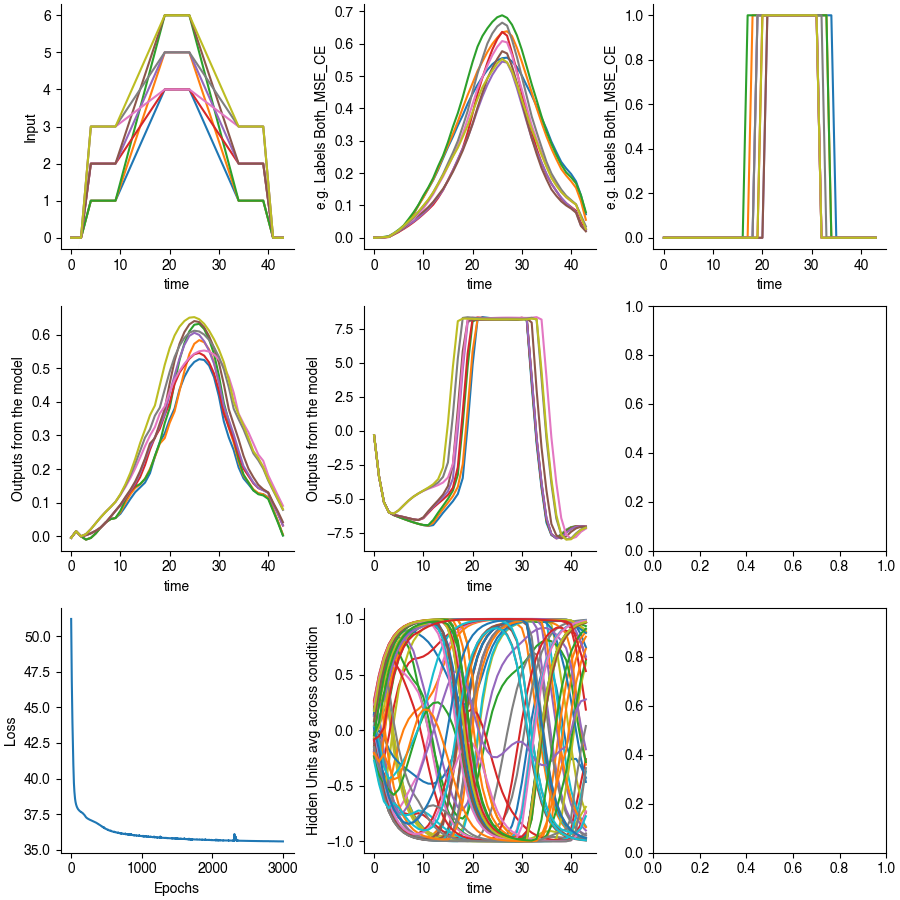 6
5
4
3
2
1
0
Input
0 10 20 30 40
time
0.7
0.6
0.5
0.4
0.3
0.2
0.1
0.0
e.g. Labels Both_MSE_CE
0 10 20 30 40
time
1.0
0.8
0.6
0.4
0.2
0.0
e.g. Labels Both_MSE_CE
0 10 20 30 40
time
0.6
0.5
0.4
0.3
0.2
0.1
0.0
Outputs from the model
0 10 20 30 40
time
7.5
5.0
2.5
0.0
−2.5
−5.0
−7.5
Outputs from the model
0 10 20 30 40
time
1.0
0.8
0.6
0.4
0.2
0.0
0.0 0.2 0.4 0.6 0.8 1.0
50.0
47.5
45.0
42.5
40.0
37.5
35.0
Loss
0 1000 2000 3000
Epochs
1.0
0.5
0.0
−0.5
−1.0
Hidden Units avg across condition
0 10 20 30 40
time
1.0
0.8
0.6
0.4
0.2
0.0
0.0 0.2 0.4 0.6 0.8 1.0